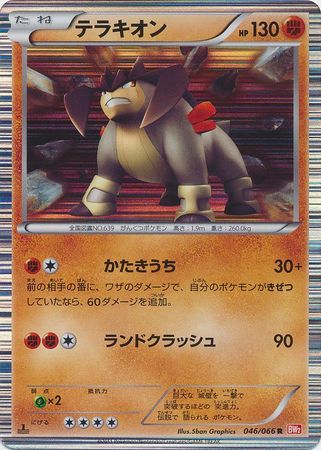 たね
テラキオン
HP 130
全国図鑑NO.639 がんくつポケモン 高さ：1.9m 重さ：260.0kg
かたきうち 30+
前の相手の番に、ワザのダメージで、自分のポケモンがきぜつ
していたなら、60ダメージを追加。
ランドクラッシュ 90
弱点 ×2 抵抗力
にげる
巨大な 城壁を 一撃で
突破するほどの 突進力。
伝説で 語られる ポケモン。
Illus.5ban Graphics 046/066 R BW2